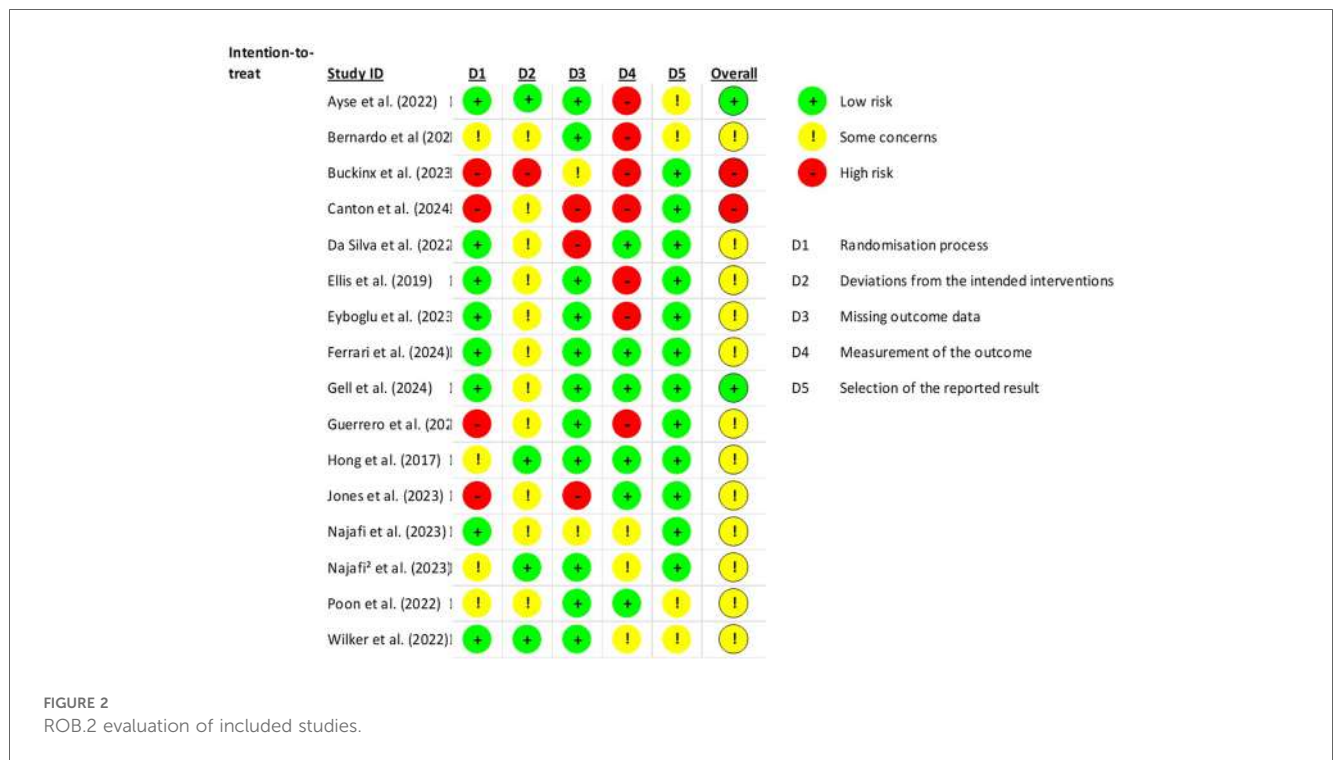 Intention-to-
treat Study ID D1 D2 D3 D4 D5 Overall
Ayse et al. (2022) + + + - ! + + Low risk
Bernardo et al (202 ! ! + - ! ! ! Some concerns
Buckinx et al. (2023 - - ! - + - - High risk
Canton et al. (2024 - ! - - + -
Da Silva et al. (2022 + ! - + + ! D1 Randomisation process
Ellis et al. (2019) + ! + - + ! D2 Deviations from the intended interventions
Eyboglu et al. (2023 + ! + - + ! D3 Missing outcome data
Ferrari et al. (2024) + ! + + + ! D4 Measurement of the outcome
Gell et al. (2024) + ! + + + + D5 Selection of the reported result
Guerrero et al. (202 - ! + - + !
Hong et al. (2017) ! + + + + !
Jones et al. (2023) - ! - + + !
Najafi et al. (2023) + ! ! ! + !
Najafi² et al. (2023) ! + + ! + !
Poon et al. (2022) ! ! + + ! !
Wilker et al. (2022) + + + ! ! !
FIGURE 2
ROB.2 evaluation of included studies.